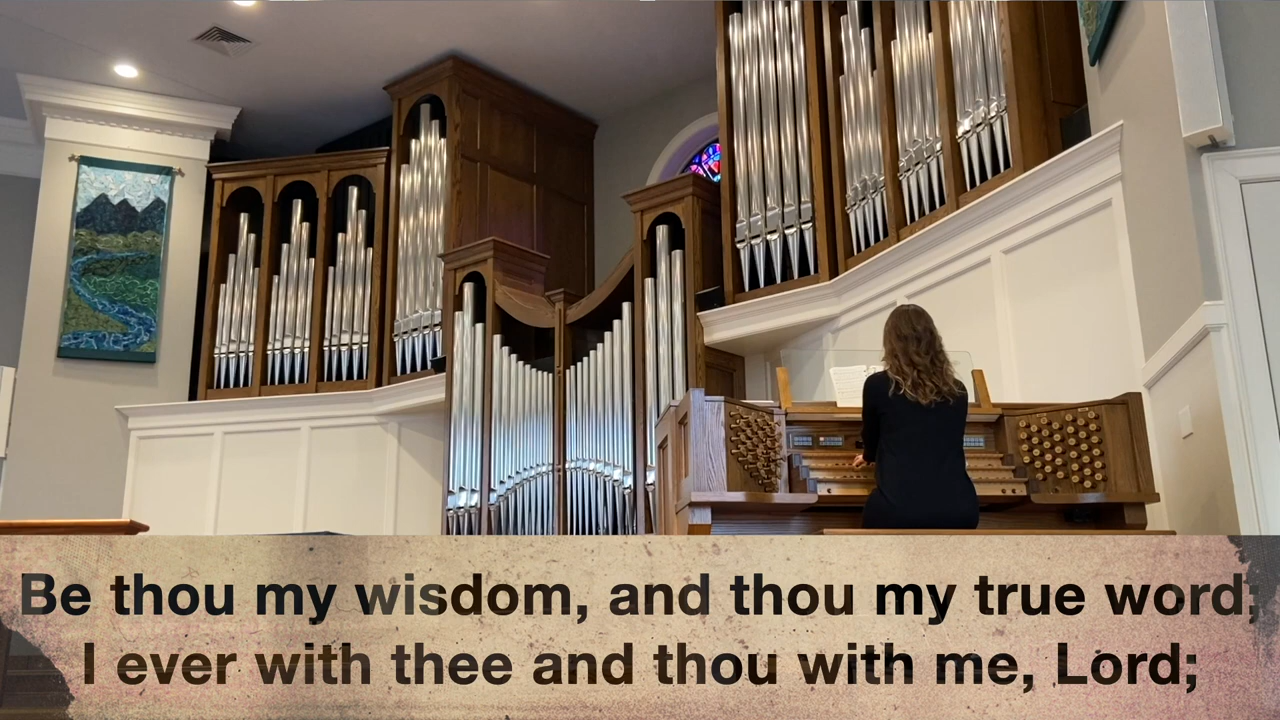 Be thou my wisdom, and thou my true word;
I ever with thee and thou with me, Lord;